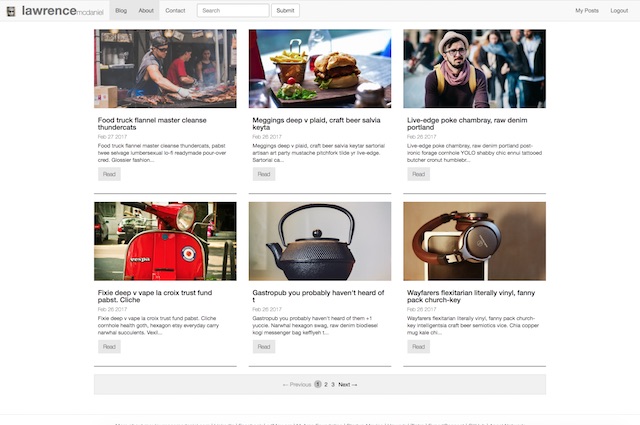 lawrencemcdaniel Blog About Contact Search Submit My Posts Logout
Food truck flannel master cleanse
thundercats
Feb 27 2017
Food truck flannel master cleanse thundercats, pabst
twee selvage lumbersexual lo-fi readymade pour-over
cred. Glossier fashion...
Read
Meggings deep v plaid, craft beer salvia
keyta
Feb 26 2017
Meggings deep v plaid, craft beer salvia keytar sartorial
artisan art party mustache pitchfork tilde yr live-edge.
Sartorial ca...
Read
Live-edge poke chambray, raw denim
portland
Feb 26 2017
Live-edge poke chambray, raw denim portland post-
ironic forage cornhole YOLO shabby chic ennui tattooed
butcher cronut humblebr...
Read
vespa
Fixie deep v vape la croix trust fund
pabst. Cliche
Feb 26 2017
Fixie deep v vape la croix trust fund pabst. Cliche
cornhole health goth, hexagon etsy everyday carry
narwhal succulents. Vexil...
Read
Gastropub you probably haven't heard of
t
Feb 26 2017
Gastropub you probably haven't heard of them +1
yuccie. Narwhal hexagon swag, raw denim biodiesel
kogi messenger bag keffiyeh t...
Read
Wayfarers flexitarian literally vinyl, fanny
pack church-key
Feb 26 2017
Wayfarers flexitarian literally vinyl, fanny pack church-
key intelligentsia craft beer semiotics vice. Chia copper
mug kale chi...
Read
← Previous 1 2 3 Next →